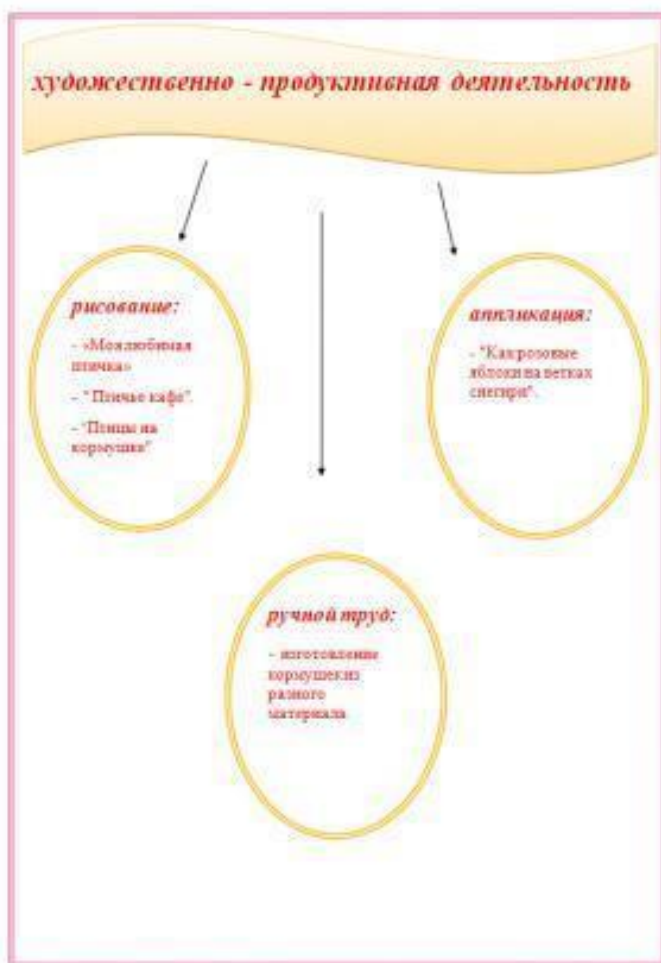 художественно - продуктивная деятельность
рисование:
- «Моя любимая
птичка»
- " Птичье кафе".
- "Птицы на
кормушке"
аппликация:
- "Как розовые
яблоки на ветках
снегири".
ручной труд:
- изготовление
кормушек из
разного
материала